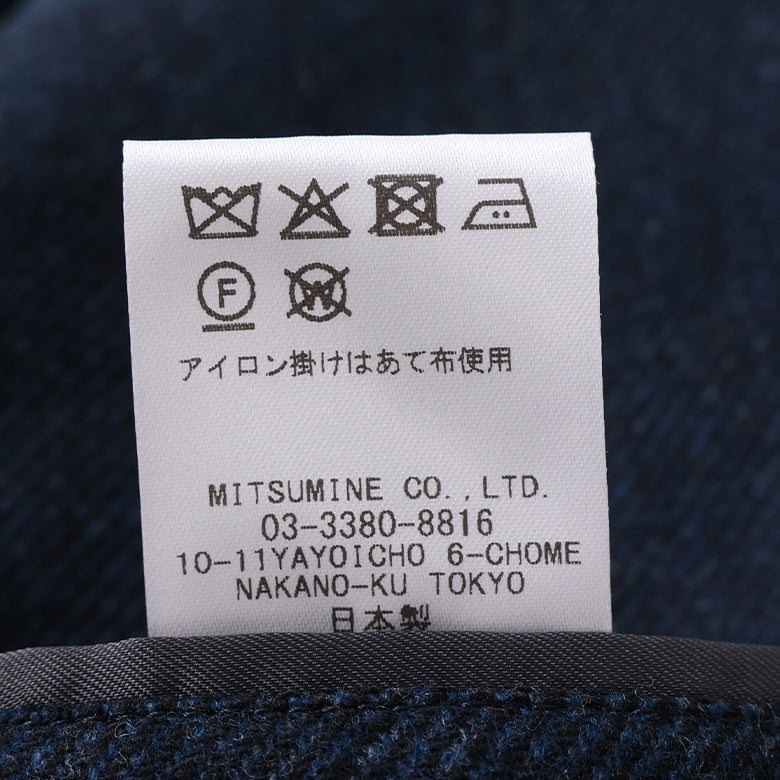 F W
アイロン掛けはあて布使用
MITSUMINE CO.,LTD.
03-3380-8816
10-11YAYOICHO 6-CHOME
NAKANO-KU TOKYO
日本製